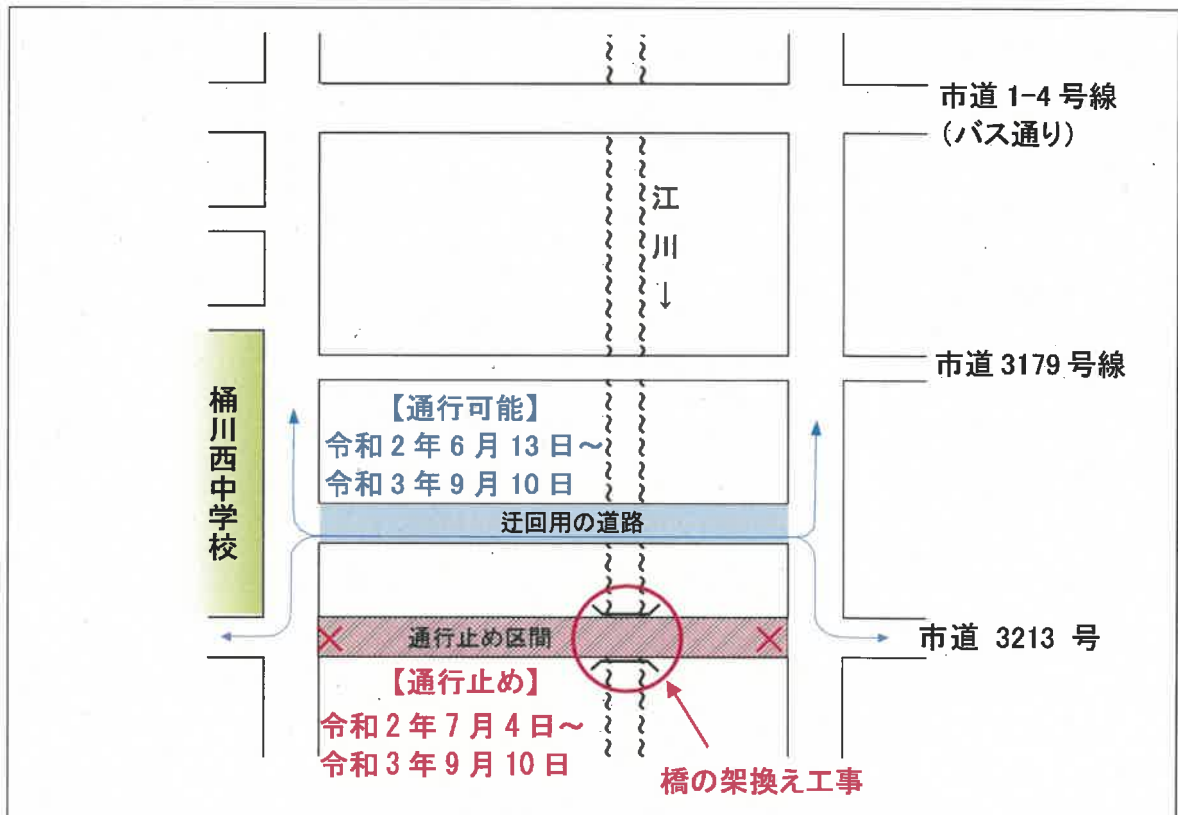 市道 1-4 号線
（バス通り）
江川↓
市道 3179 号線
桶川西中学校
【通行可能】
令和 2 年 6 月 13 日～
令和 3 年 9 月 10 日
迂回用の道路
通行止め区間
市道 3213 号
【通行止め】
令和 2 年 7 月 4 日～
令和 3 年 9 月 10 日
橋の架換え工事